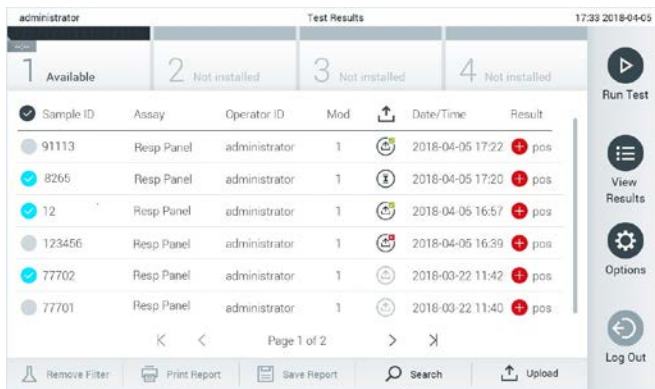 administrator Test Results 17:33 2018-04-05
1 Available 2 Not installed 3 Not installed 4 Not installed
Run Test
Sample ID Assay Operator ID Mod Date/Time Result
91113 Resp Panel administrator 1 2018-04-05 17:22 pos
8265 Resp Panel administrator 1 2018-04-05 17:20 pos
View
Results
12 Resp Panel administrator 1 2018-04-05 16:57 pos
123456 Resp Panel administrator 1 2018-04-05 16:39 pos
Options
77702 Resp Panel administrator 1 2018-03-22 11:42 pos
77701 Resp Panel administrator 1 2018-03-22 11:40 pos
Page 1 of 2
Log Out
Remove Filter Print Report Save Report Search Upload